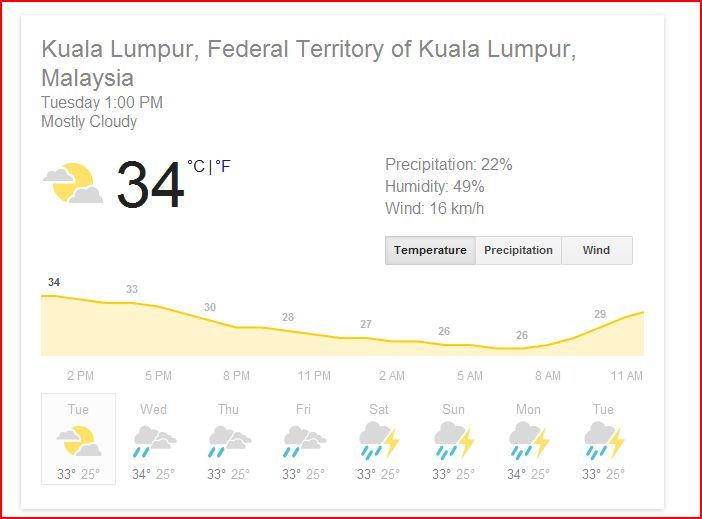 Kuala Lumpur, Federal Territory of Kuala Lumpur,
Malaysia
Tuesday 1:00 PM
Mostly Cloudy
34 °C | °F
Precipitation: 22%
Humidity: 49%
Wind: 16 km/h
Temperature Precipitation Wind
34 33 30 28 27 26 26 29
2 PM 5 PM 8 PM 11 PM 2 AM 5 AM 8 AM 11 AM
Tue Wed Thu Fri Sat Sun Mon Tue
33° 25° 34° 25° 33° 25° 33° 25° 33° 25° 33° 25° 34° 25° 33° 25°